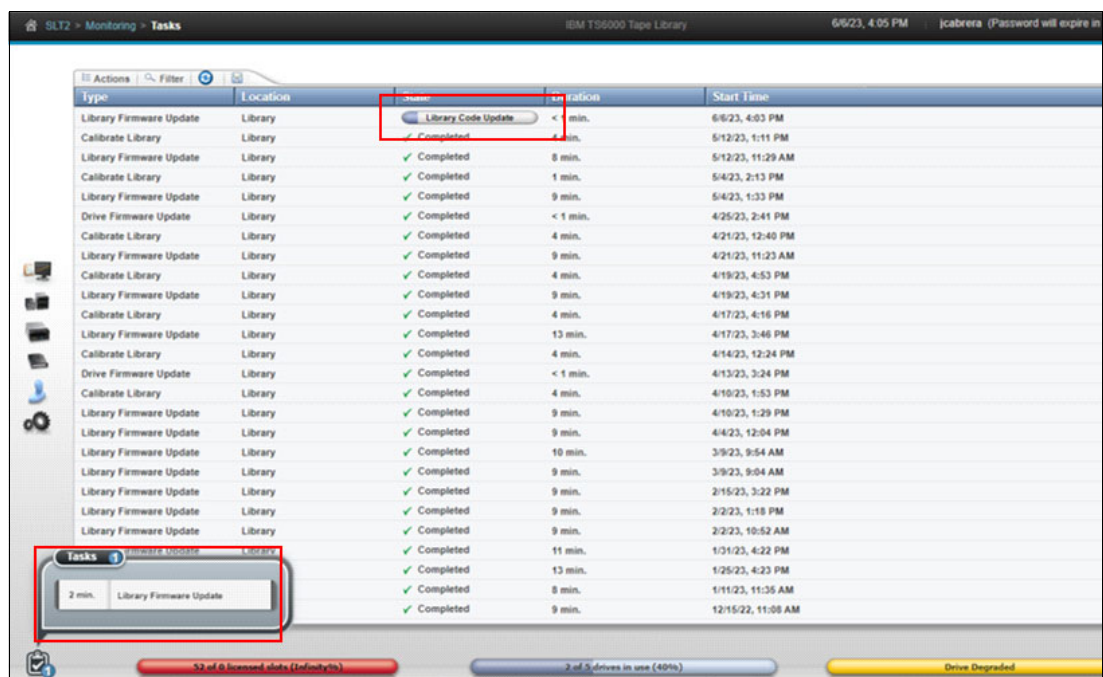 SLT2 > Monitoring > Tasks IBM TS6000 Tape Library 6/6/23, 4:05 PM jcabrera (Password will expire in
Actions Filter
Type Location State Duration Start Time
Library Firmware Update Library Library Code Update < 1 min. 6/6/23, 4:03 PM
Calibrate Library Library Completed 4 min. 5/12/23, 1:11 PM
Library Firmware Update Library Completed 8 min. 5/12/23, 11:29 AM
Calibrate Library Library Completed 1 min. 5/4/23, 2:13 PM
Library Firmware Update Library Completed 9 min. 5/4/23, 1:33 PM
Drive Firmware Update Library Completed < 1 min. 4/25/23, 2:41 PM
Calibrate Library Library Completed 4 min. 4/21/23, 12:40 PM
Library Firmware Update Library Completed 9 min. 4/21/23, 11:23 AM
Calibrate Library Library Completed 4 min. 4/19/23, 4:53 PM
Library Firmware Update Library Completed 9 min. 4/19/23, 4:31 PM
Calibrate Library Library Completed 4 min. 4/17/23, 4:16 PM
Library Firmware Update Library Completed 13 min. 4/17/23, 3:46 PM
Calibrate Library Library Completed 4 min. 4/14/23, 12:24 PM
Drive Firmware Update Library Completed < 1 min. 4/13/23, 3:24 PM
Calibrate Library Library Completed 4 min. 4/10/23, 1:53 PM
Library Firmware Update Library Completed 9 min. 4/10/23, 1:29 PM
Library Firmware Update Library Completed 9 min. 4/4/23, 12:04 PM
Library Firmware Update Library Completed 10 min. 3/9/23, 9:54 AM
Library Firmware Update Library Completed 9 min. 3/9/23, 9:04 AM
Library Firmware Update Library Completed 9 min. 2/15/23, 3:22 PM
Library Firmware Update Library Completed 9 min. 2/2/23, 1:18 PM
Library Firmware Update Library Completed 9 min. 2/2/23, 10:52 AM
Firmware Update Library Completed 11 min. 1/31/23, 4:22 PM
Tasks 1
Completed 13 min. 1/25/23, 4:23 PM
2 min. Library Firmware Update Completed 8 min. 1/11/23, 11:35 AM
Completed 9 min. 12/15/22, 11:08 AM
1 52 of 0 licensed slots (Infinity%) 2 of 5 drives in use (40%) Drive Degraded